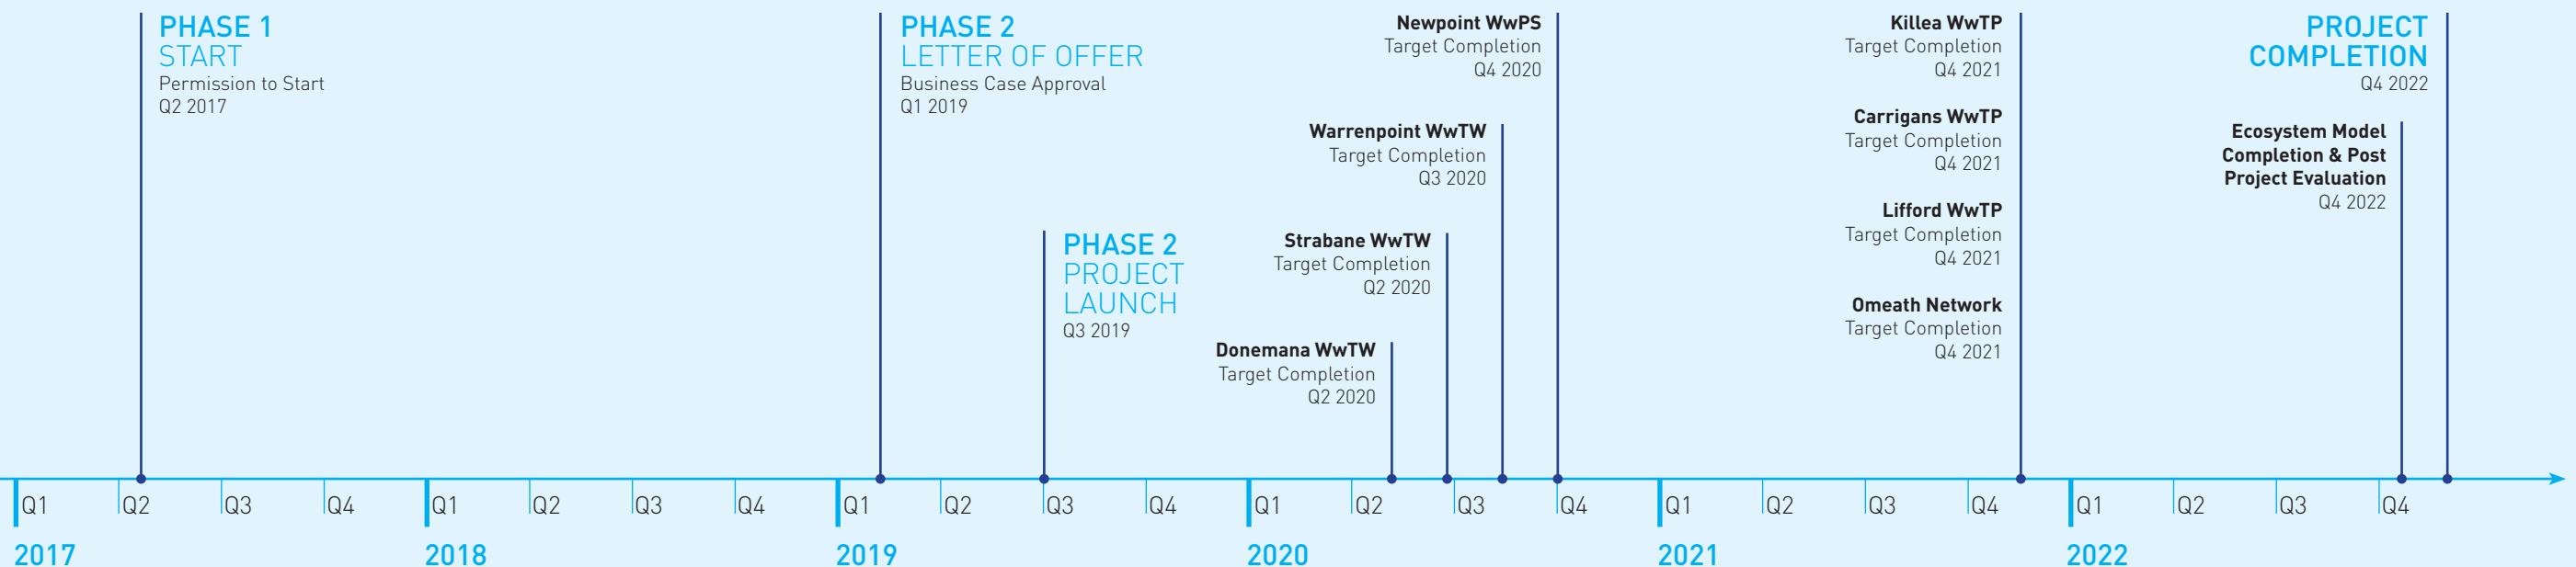 PHASE 1
START
Permission to Start
Q2 2017
PHASE 2
LETTER OF OFFER
Business Case Approval
Q1 2019
PHASE 2
PROJECT
LAUNCH
Q3 2019
Donemana WwTW
Target Completion
Q2 2020
Strabane WwTW
Target Completion
Q2 2020
Warrenpoint WwTW
Target Completion
Q3 2020
Newpoint WwPS
Target Completion
Q4 2020
Killea WwTP
Target Completion
Q4 2021
Carrigans WwTP
Target Completion
Q4 2021
Lifford WwTP
Target Completion
Q4 2021
Omeath Network
Target Completion
Q4 2021
Ecosystem Model
Completion & Post
Project Evaluation
Q4 2022
PROJECT
COMPLETION
Q4 2022
Q1 Q2 Q3 Q4 Q1 Q2 Q3 Q4 Q1 Q2 Q3 Q4 Q1 Q2 Q3 Q4 Q1 Q2 Q3 Q4 Q1 Q2 Q3 Q4
2017 2018 2019 2020 2021 2022